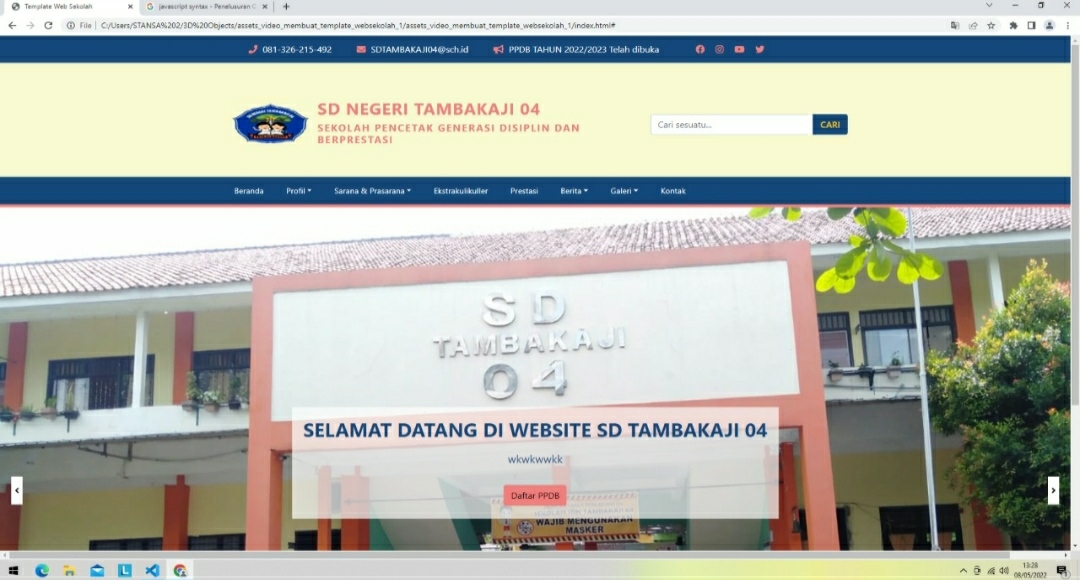 Template Web Sekolah
javascript syntax - Penelusuran G
File | C:/Users/STANSA%202/3D%20Objects/assets_video_membuat_template_websekolah_1/assets_video_membuat_template_websekolah_1/index.html#
081-326-215-492
SDTAMBAKAJI04@sch.id
PPDB TAHUN 2022/2023 Telah dibuka
SD NEGERI TAMBAKAJI 04
SEKOLAH PENCETAK GENERASI DISIPLIN DAN
BERPRESTASI
Cari sesuatu...
CARI
Beranda Profil Sarana & Prasarana Ekstrakulikuller Prestasi Berita Galeri Kontak
SD
TAMBAKAJI
04
SELAMAT DATANG DI WEBSITE SD TAMBAKAJI 04
wkwkwwkk
Daftar PPDB
WAJIB MENGUNAKAN
MASKER
13:28
08/05/2022